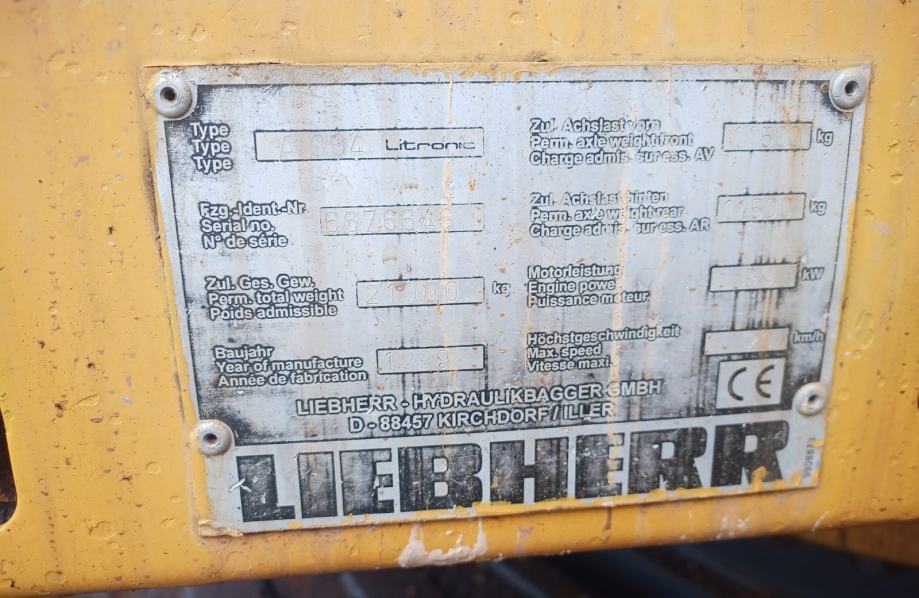 Type
Type
Type
Litronic
Fzg.-Ident.-Nr.
Serial no.
N° de série
Zul. Ges. Gew.
Perm. total weight
Poids admissible
21000 kg
Baujahr
Year of manufacture
Année de fabrication
Zul. Achslast vorn
Perm. axle weight front
Charge admis. sur ess. AV
kg
Zul. Achslast hinten
Perm. axle weight rear
Charge admis. sur ess. AR
kg
Motorleistung
Engine power
Puissance moteur
kW
Höchstgeschwindigkeit
Max. speed
Vitesse maxi.
km/h
CE
LIEBHERR - HYDRAULIKBAGGER GMBH
D - 88457 KIRCHDORF / ILLER
LIEBHERR